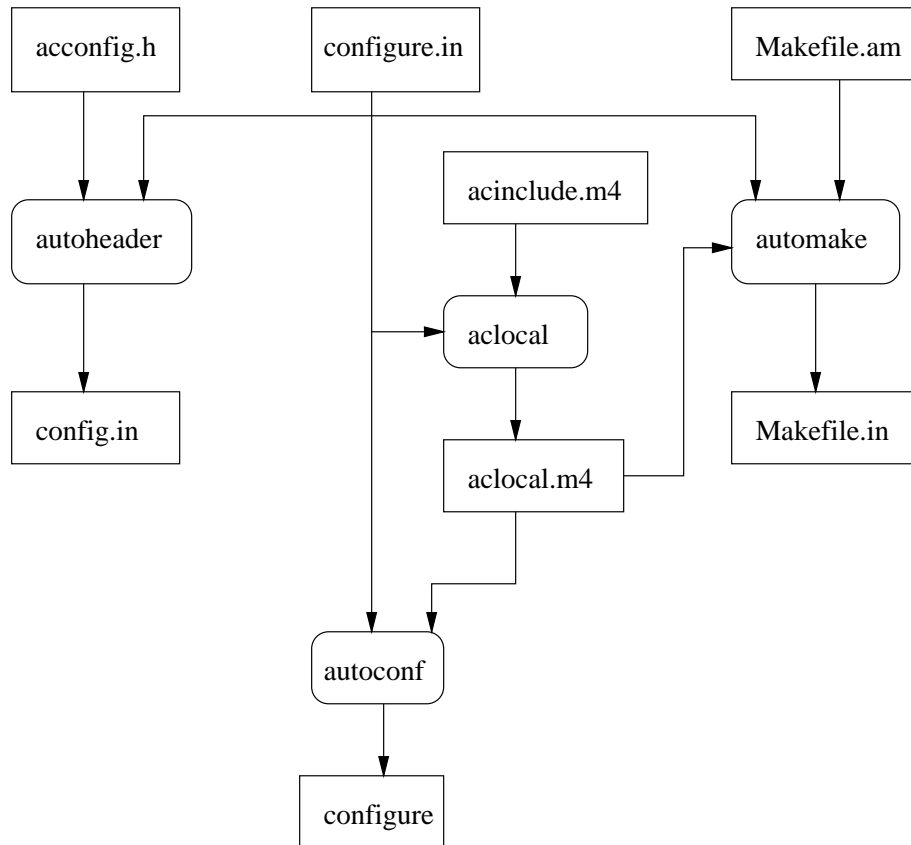 acconfig.h
configure.in
Makefile.am
acinclude.m4
autoheader
automake
aclocal
config.in
Makefile.in
aclocal.m4
autoconf
configure